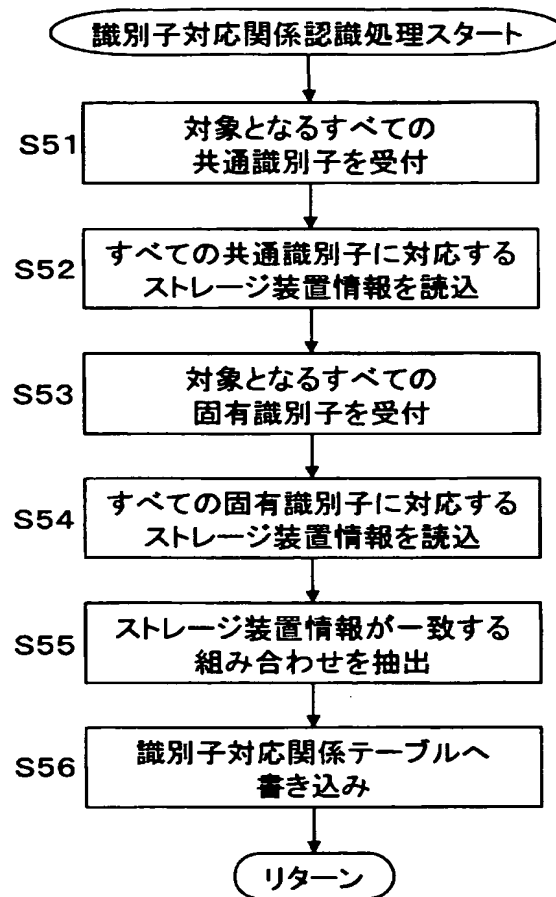 識別子対応関係認識処理スタート
S51
対象となるすべての
共通識別子を受付
S52
すべての共通識別子に対応する
ストレージ装置情報を読込
S53
対象となるすべての
固有識別子を受付
S54
すべての固有識別子に対応する
ストレージ装置情報を読込
S55
ストレージ装置情報が一致する
組み合わせを抽出
S56
識別子対応関係テーブルへ
書き込み
リターン